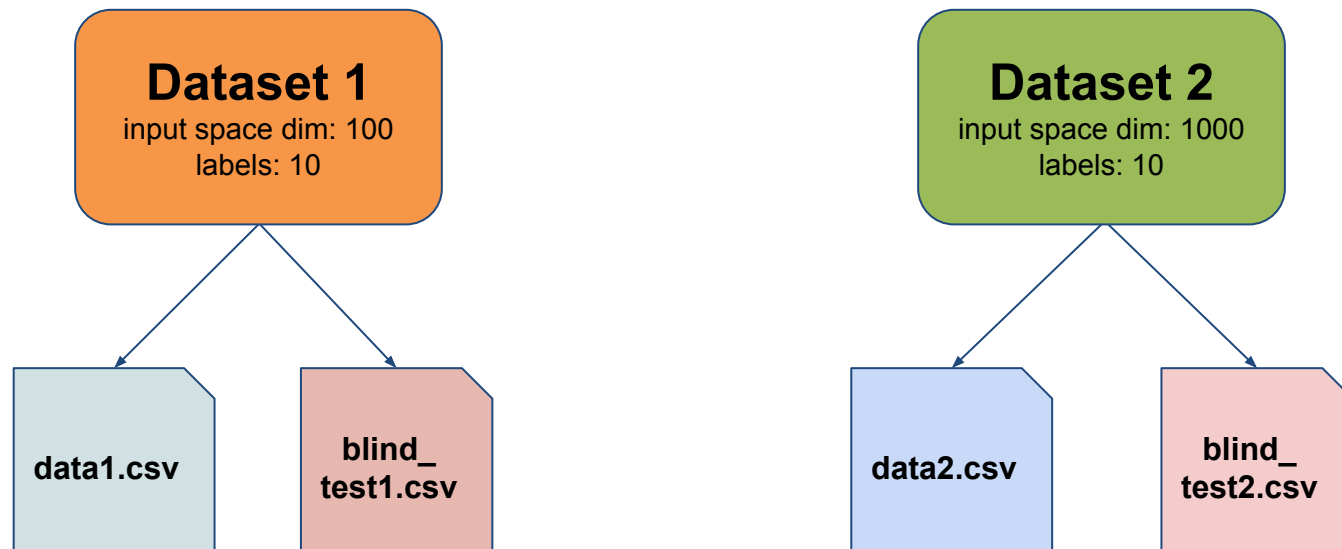 Dataset 1
input space dim: 100
labels: 10
Dataset 2
input space dim: 1000
labels: 10
data1.csv
blind_
test1.csv
data2.csv
blind_
test2.csv